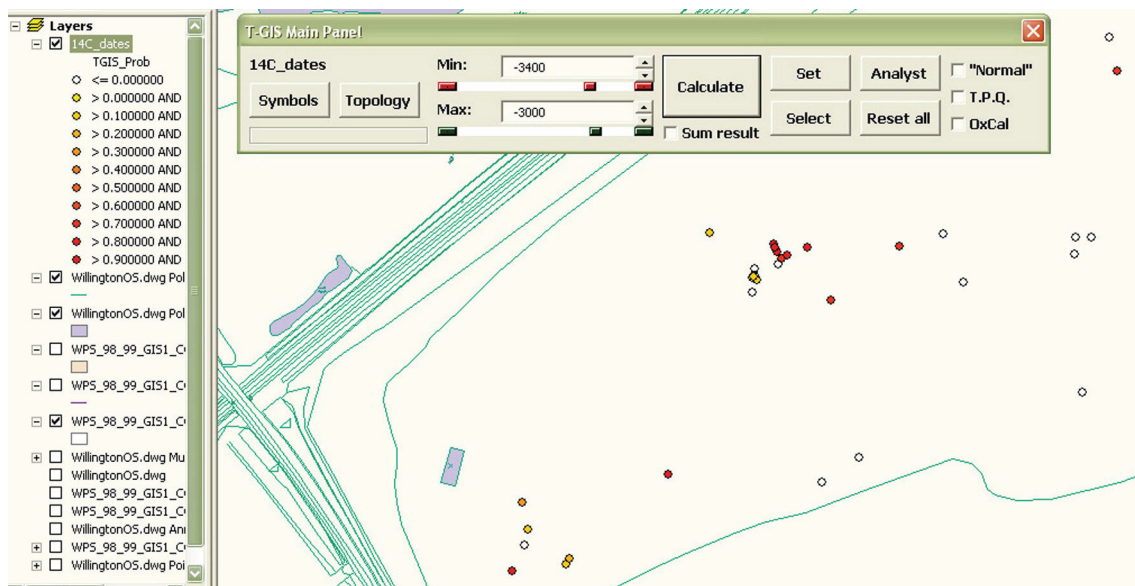 Layers
14C_dates
TGIS_Prob
<= 0.000000
> 0.000000 AND
> 0.100000 AND
> 0.200000 AND
> 0.300000 AND
> 0.400000 AND
> 0.500000 AND
> 0.600000 AND
> 0.700000 AND
> 0.800000 AND
> 0.900000 AND
WillingtonOS.dwg Pol
WillingtonOS.dwg Pol
WPS_98_99_GIS1_C
WPS_98_99_GIS1_C
WPS_98_99_GIS1_C
WillingtonOS.dwg Mu
WillingtonOS.dwg
WPS_98_99_GIS1_C
WPS_98_99_GIS1_C
WillingtonOS.dwg An
WPS_98_99_GIS1_C
WillingtonOS.dwg Poi
T-GIS Main Panel
14C_dates
Symbols
Topology
Min:
-3400
Max:
-3000
Calculate
Sum result
Set
Analyst
Select
Reset all
"Normal"
T.P.Q.
OxCal